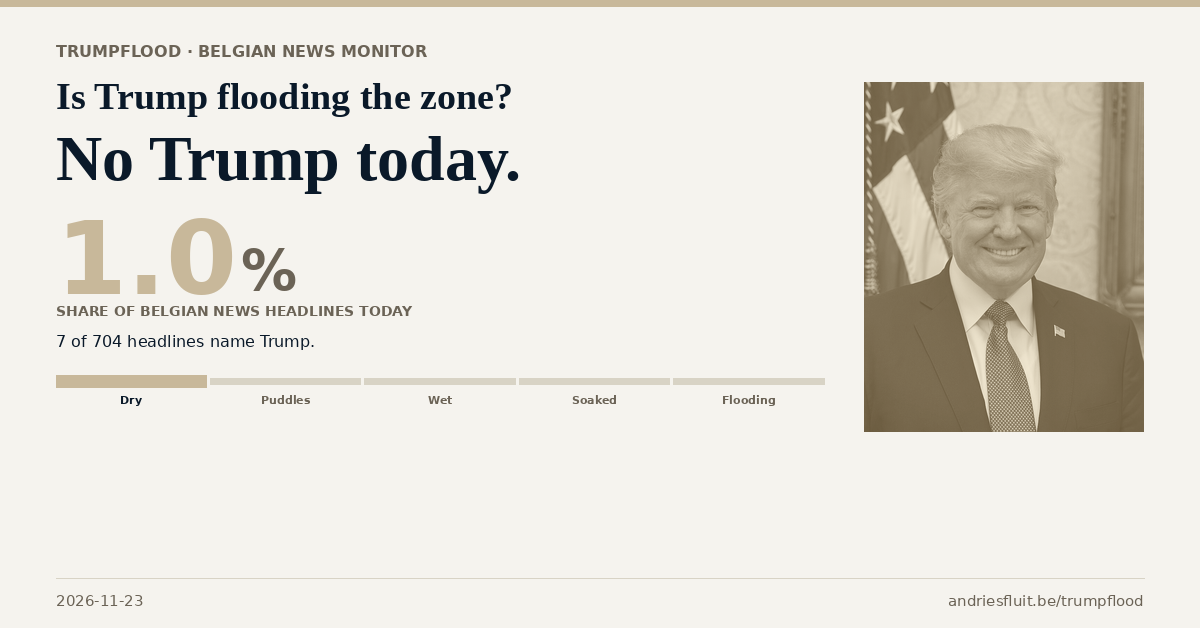 TRUMPFLOOD · BELGIAN NEWS MONITOR
Is Trump flooding the zone?
No Trump today.
1.0%
SHARE OF BELGIAN NEWS HEADLINES TODAY
7 of 704 headlines name Trump.
Dry Puddles Wet Soaked Flooding
2026-11-23 andriesfluit.be/trumpflood